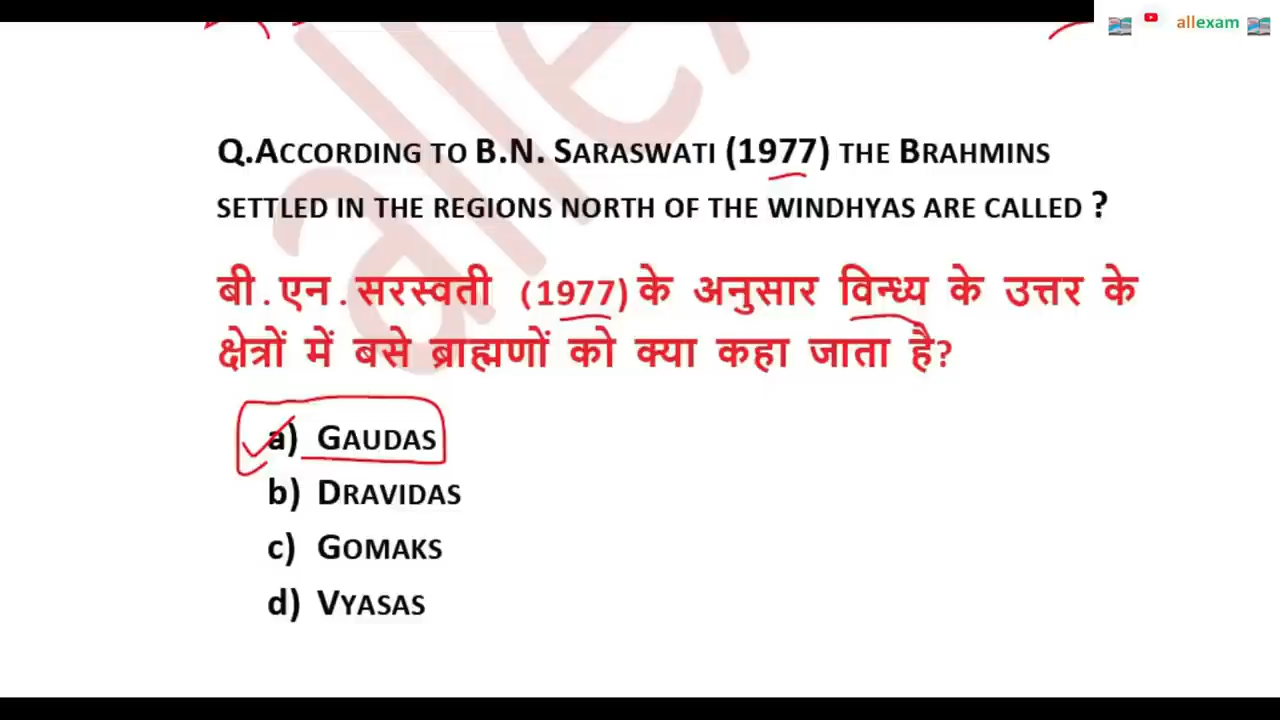 allexam
Q.ACCORDING TO B.N. SARASWATI (1977) THE BRAHMINS
SETTLED IN THE REGIONS NORTH OF THE WINDHYAS ARE CALLED ?
बी . एन . सरस्वती (1977) के अनुसार विन्ध्य के उत्तर के
क्षेत्रों में बसे ब्राह्मणों को क्या कहा जाता है?
a) GAUDAS
b) DRAVIDAS
c) GOMAKS
d) VYASAS